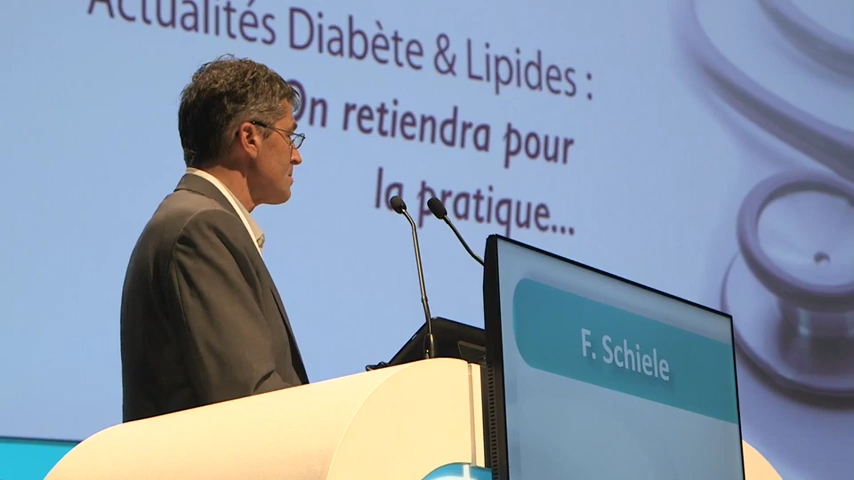 Actualités Diabète & Lipides :
On retiendra pour
la pratique...
F. Schiele